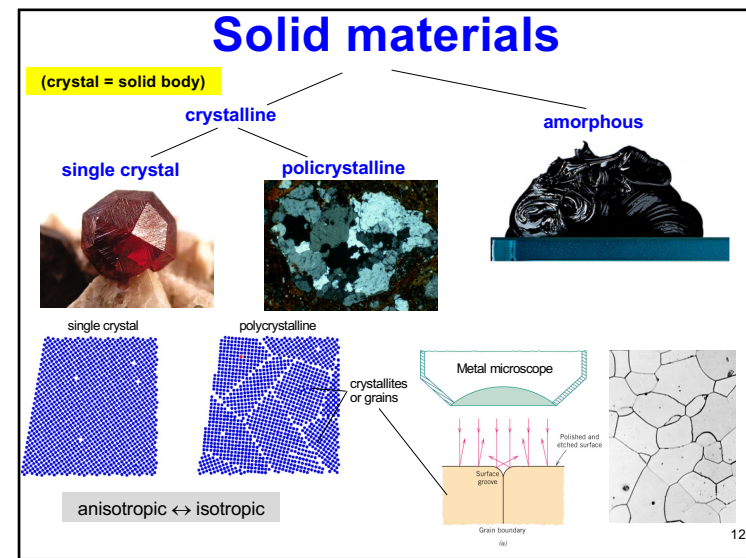 Solid materials
(crystal = solid body)
crystalline
amorphous
single crystal
policrystalline
single crystal
polycrystalline
crystallites
or grains
Metal microscope
Polished and
etched surface
Surface
groove
Grain boundary
(a)
anisotropic ↔ isotropic
12